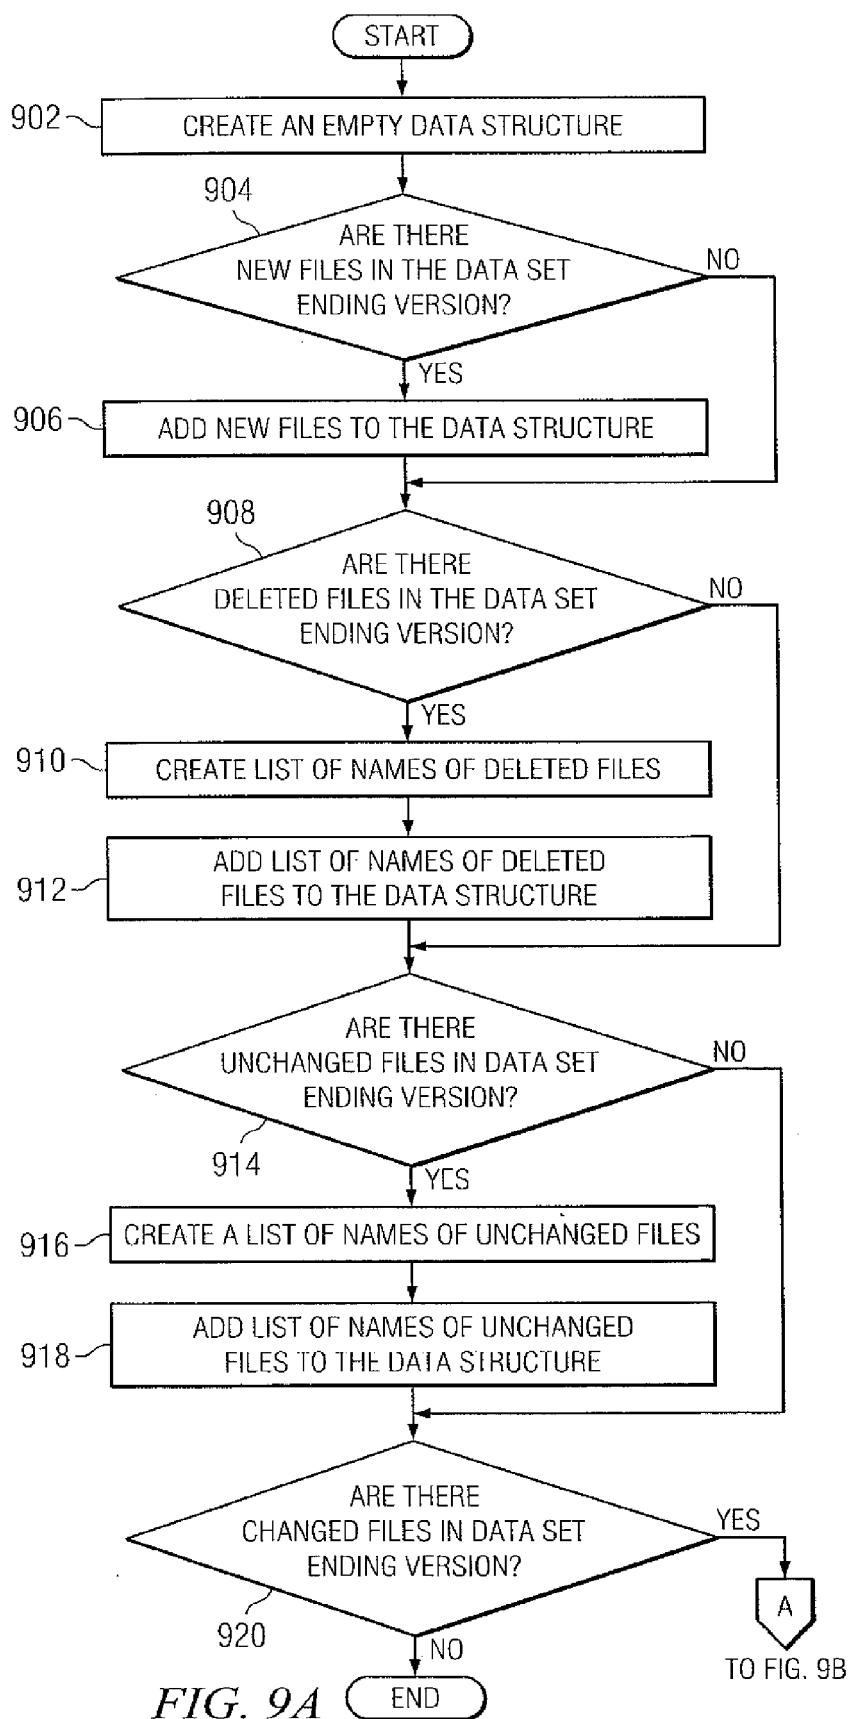 START
902
CREATE AN EMPTY DATA STRUCTURE
904
ARE THERE
NEW FILES IN THE DATA SET
ENDING VERSION?
NO
YES
906
ADD NEW FILES TO THE DATA STRUCTURE
908
ARE THERE
DELETED FILES IN THE DATA SET
ENDING VERSION?
NO
YES
910
CREATE LIST OF NAMES OF DELETED FILES
912
ADD LIST OF NAMES OF DELETED
FILES TO THE DATA STRUCTURE
ARE THERE
UNCHANGED FILES IN DATA SET
ENDING VERSION?
NO
914
YES
916
CREATE A LIST OF NAMES OF UNCHANGED FILES
918
ADD LIST OF NAMES OF UNCHANGED
FILES TO THE DATA STRUCTURE
ARE THERE
CHANGED FILES IN DATA SET
ENDING VERSION?
YES
920
A
NO
TO FIG. 9B
END
FIG. 9A